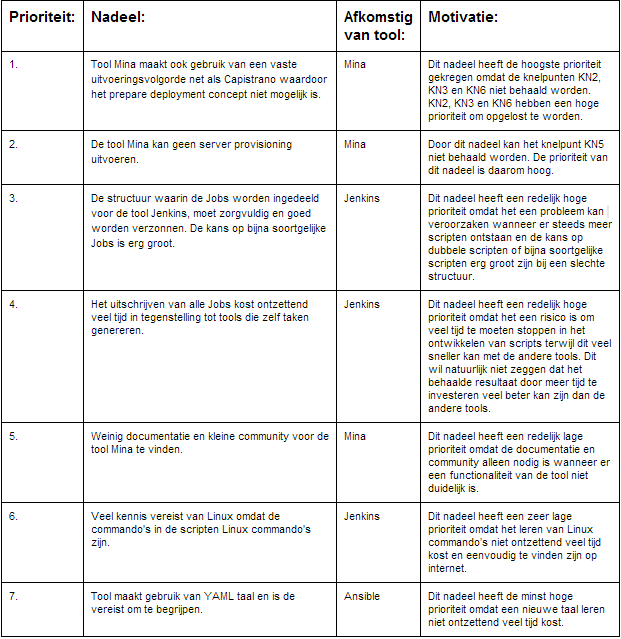 Prioriteit:
Nadeel:
Afkomstig
van tool:
Motivatie:
1.
Tool Mina maakt ook gebruik van een vaste
uitvoeringsvolgorde net als Capistrano waardoor
het prepare deployment concept niet mogelijk is.
Mina
Dit nadeel heeft de hoogste prioriteit
gekregen omdat de knelpunten KN2,
KN3 en KN6 niet behaald worden.
KN2, KN3 en KN6 hebben een hoge
prioriteit om opgelost te worden.
2.
De tool Mina kan geen server provisioning
uitvoeren.
Mina
Door dit nadeel kan het knelpunt KN5
niet behaald worden. De prioriteit van
dit nadeel is daarom hoog.
3.
De structuur waarin de Jobs worden ingedeeld
voor de tool Jenkins, moet zorgvuldig en goed
worden verzonnen. De kans op bijna soortgelijke
Jobs is erg groot.
Jenkins
Dit nadeel heeft een redelijk hoge
prioriteit omdat het een probleem kan
veroorzaken wanneer er steeds meer
scripten ontstaan en de kans op
dubbele scripten of bijna soortgelijke
scripten erg groot zijn bij een slechte
structuur.
4.
Het uitschrijven van alle Jobs kost ontzettend
veel tijd in tegenstelling tot tools die zelf taken
genereren.
Jenkins
Dit nadeel heeft een redelijk hoge
prioriteit omdat het een risico is om
veel tijd te moeten stoppen in het
ontwikkelen van scripts terwijl dit veel
sneller kan met de andere tools. Dit
wil natuurlijk niet zeggen dat het
behaalde resultaat door meer tijd te
investeren veel beter kan zijn dan de
andere tools.
5.
Weinig documentatie en kleine community voor de
tool Mina te vinden.
Mina
Dit nadeel heeft een redelijk lage
prioriteit omdat de documentatie en
community alleen nodig is wanneer er
een functionaliteit van de tool niet
duidelijk is.
6.
Veel kennis vereist van Linux omdat de
commando's in de scripten Linux commando's
zijn.
Jenkins
Dit nadeel heeft een zeer lage
prioriteit omdat het leren van Linux
commando's niet ontzettend veel tijd
kost en eenvoudig te vinden zijn op
internet.
7.
Tool maakt gebruik van YAML taal en is de
vereist om te begrijpen.
Ansible
Dit nadeel heeft de minst hoge
prioriteit omdat een nieuwe taal leren
niet ontzettend veel tijd kost.